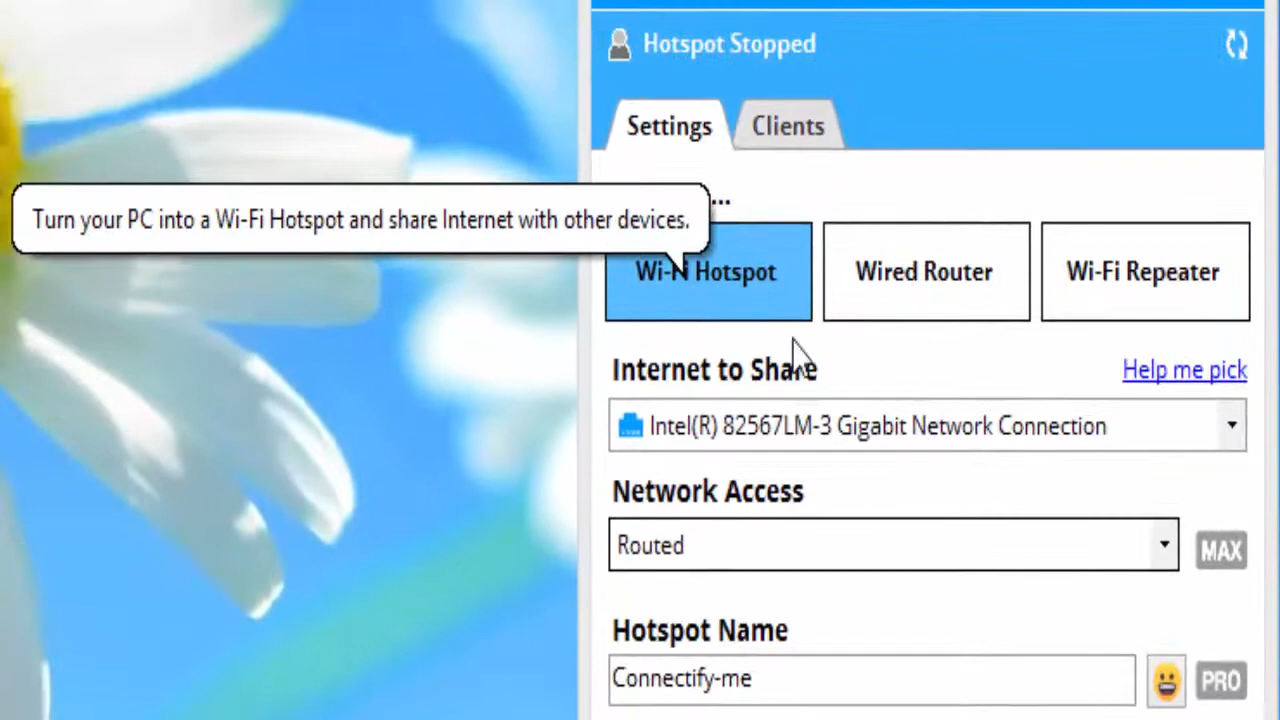 Hotspot Stopped
Settings
Clients
...
Turn your PC into a Wi-Fi Hotspot and share Internet with other devices.
Wi-Fi Hotspot
Wired Router
Wi-Fi Repeater
Internet to Share
Help me pick
Intel(R) 82567LM-3 Gigabit Network Connection
Network Access
Routed
MAX
Hotspot Name
Connectify-me
PRO